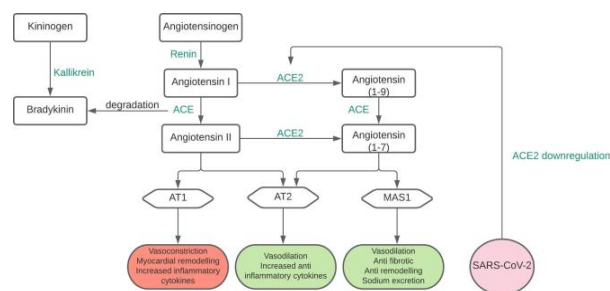 Kininogen
Angiotensinogen
Renin
Kallikrein
Angiotensin I
ACE2
Angiotensin
(1-9)
Bradykinin
degradation
ACE
ACE
Angiotensin II
ACE2
Angiotensin
(1-7)
ACE2 downregulation
AT1
AT2
MAS1
Vasoconstriction
Myocardial remodelling
Increased inflammatory
cytokines
Vasodilation
Increased anti
inflammatory cytokines
Vasodilation
Anti fibrotic
Anti remodelling
Sodium excretion
SARS-CoV-2